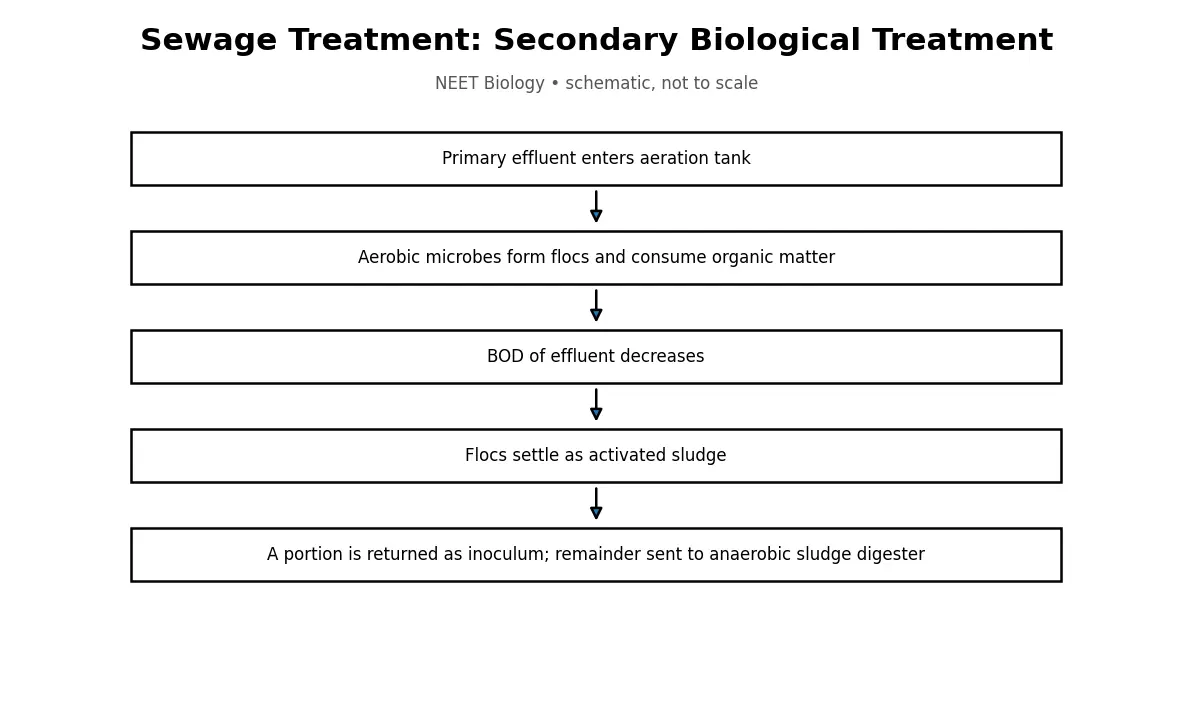 Sewage Treatment: Secondary Biological Treatment
NEET Biology • schematic, not to scale
Primary effluent enters aeration tank
Aerobic microbes form flocs and consume organic matter
BOD of effluent decreases
Flocs settle as activated sludge
A portion is returned as inoculum; remainder sent to anaerobic sludge digester